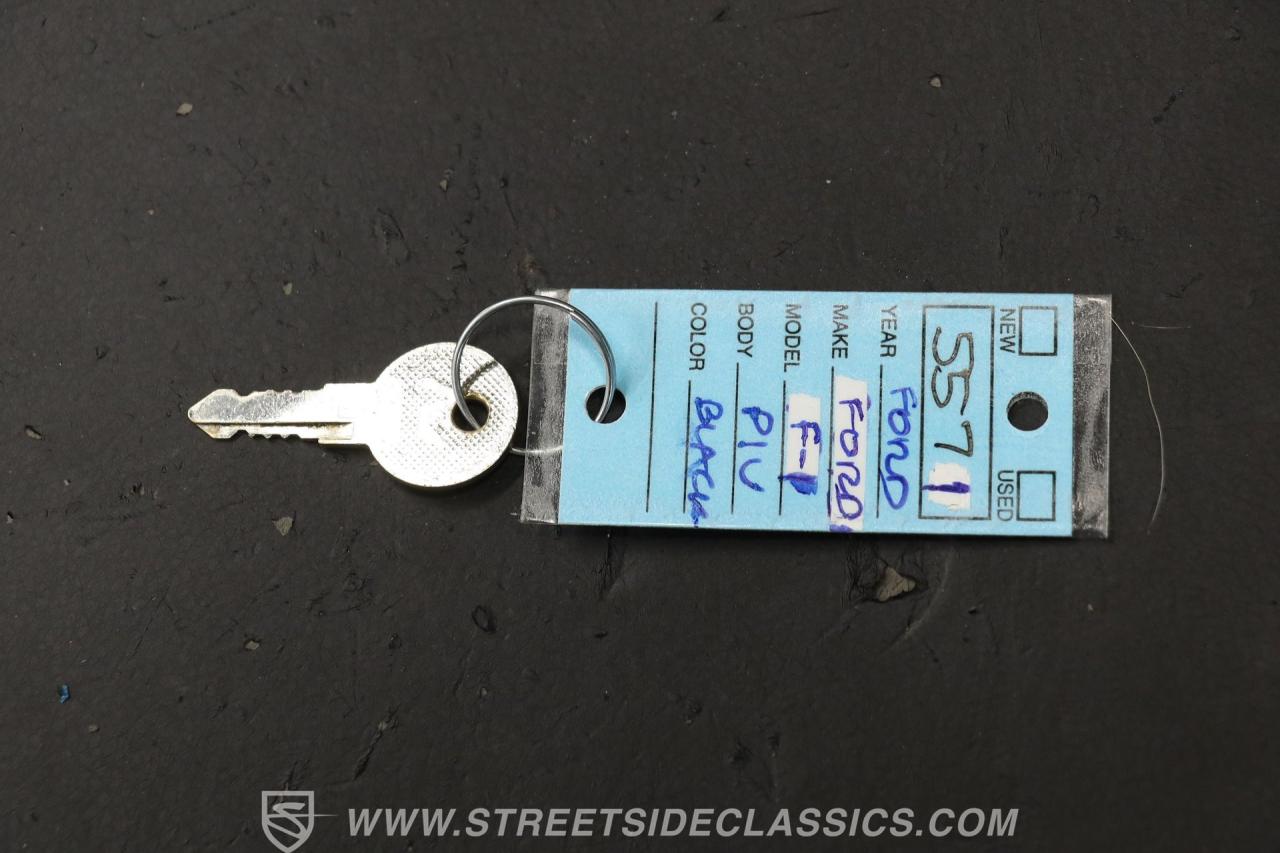 NEW USED
5571
YEAR FORD
MAKE FORD
MODEL F-1
BODY P/U
COLOR BLACK
WWW.STREETSIDECLASSICS.COM